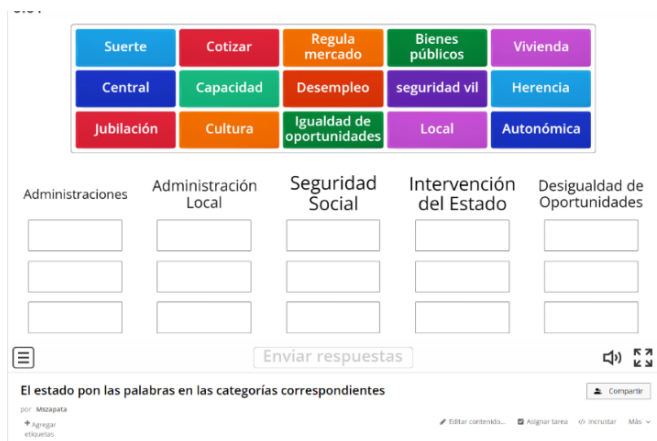 Suerte
Cotizar
Regula
mercado
Bienes
públicos
Vivienda
Central
Capacidad
Desempleo
seguridad vil
Herencia
Jubilación
Cultura
Igualdad de
oportunidades
Local
Autonómica
Administraciones
Administración
Local
Seguridad
Social
Intervención
del Estado
Desigualdad de
Oportunidades
Enviar respuestas
El estado pon las palabras en las categorías correspondientes
Compartir
por Mszapata
Agregar
etiquetas
Editar contenido...
Asignar tarea
Incrustar
Más